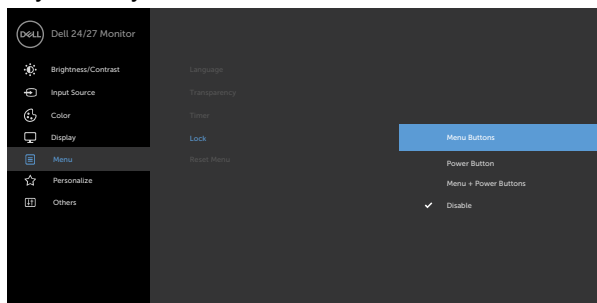 DELL
Dell 24/27 Monitor
Brightness/Contrast
Input Source
Color
Display
Menu
Personalize
Others
Language
Transparency
Timer
Lock
Reset Menu
Menu Buttons
Power Button
Menu + Power Buttons
Disable